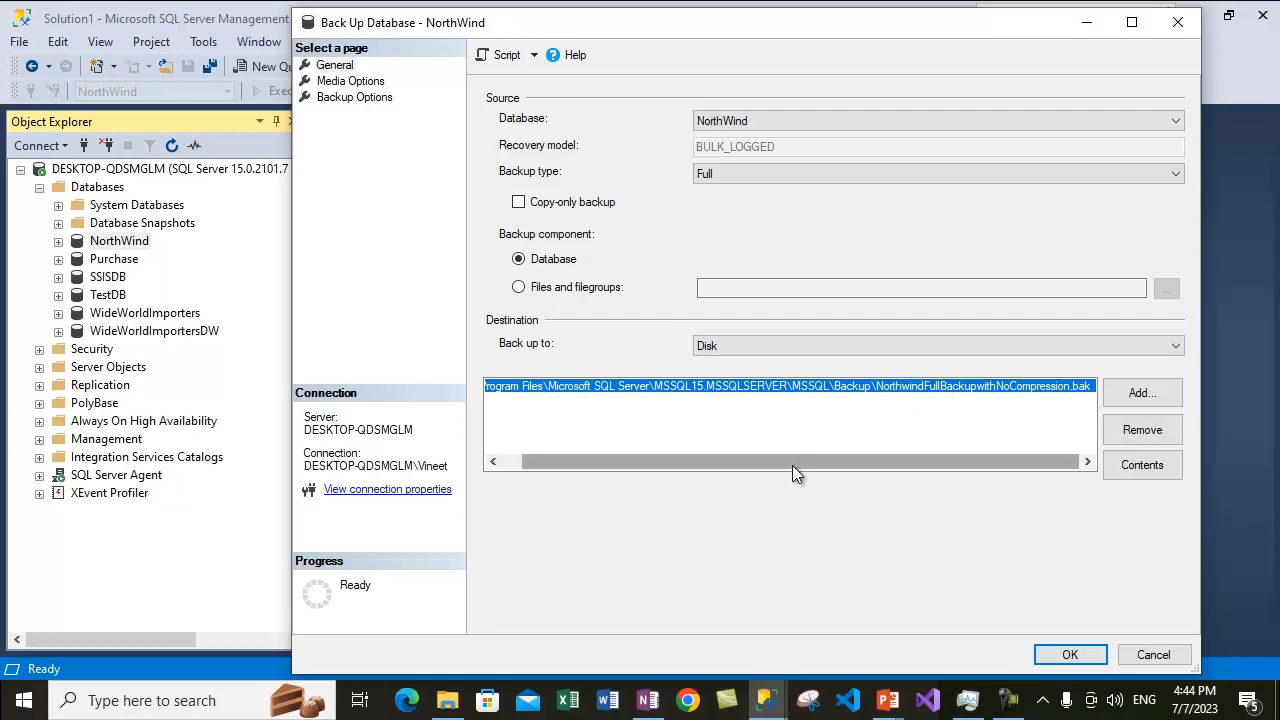 Solution1 - Microsoft SQL Server Management
File Edit View Project Tools Window
New Qu
NorthWind
Exec
Object Explorer
Connect
DESKTOP-QDSMGLM (SQL Server 15.0.2101.7
Databases
System Databases
Database Snapshots
NorthWind
Purchase
SSISDB
TestDB
WideWorldImporters
WideWorldImportersDW
Security
Server Objects
Replication
PolyBase
Always On High Availability
Management
Integration Services Catalogs
SQL Server Agent
XEvent Profiler
Back Up Database - NorthWind
Select a page
General
Media Options
Backup Options
Connection
Server:
DESKTOP-QDSMGLM
Connection:
DESKTOP-QDSMGLM\Vineet
View connection properties
Progress
Ready
Script
Help
Source
Database:
NorthWind
Recovery model:
BULK_LOGGED
Backup type:
Full
Copy-only backup
Backup component:
Database
Files and filegroups:
...
Destination
Back up to:
Disk
rogram Files\Microsoft SQL Server\MSSQL15.MSSQLSERVER\MSSQL\Backup\NorthwindFullBackupwithNoCompression.bak
Add...
Remove
Contents
OK
Cancel
Ready
Type here to search
ENG
4:44 PM
7/7/2023
5